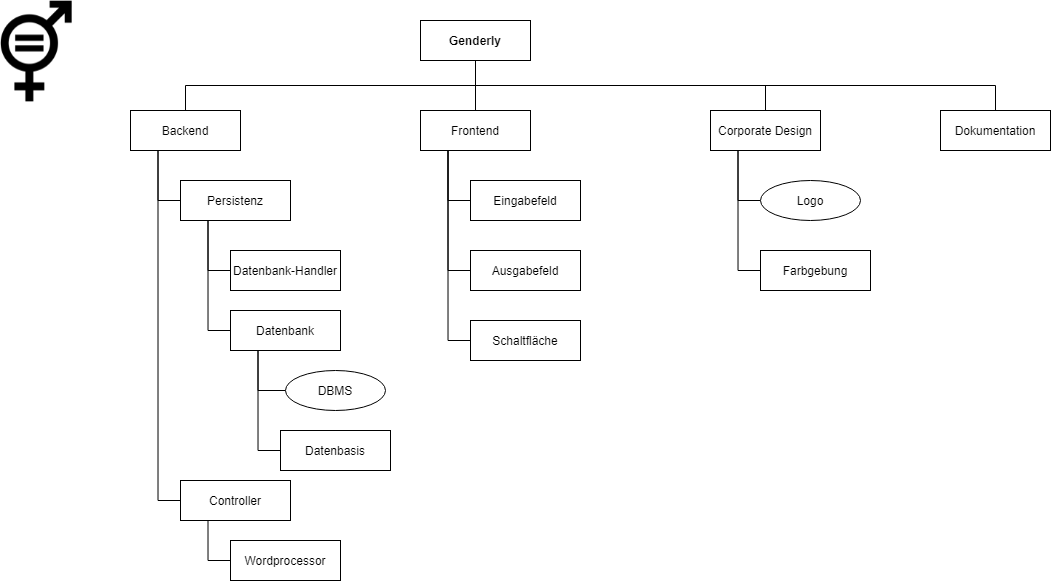 Genderly
Backend
Frontend
Corporate Design
Dokumentation
Persistenz
Eingabefeld
Logo
Datenbank-Handler
Ausgabefeld
Farbgebung
Datenbank
Schaltfläche
DBMS
Datenbasis
Controller
Wordprocessor